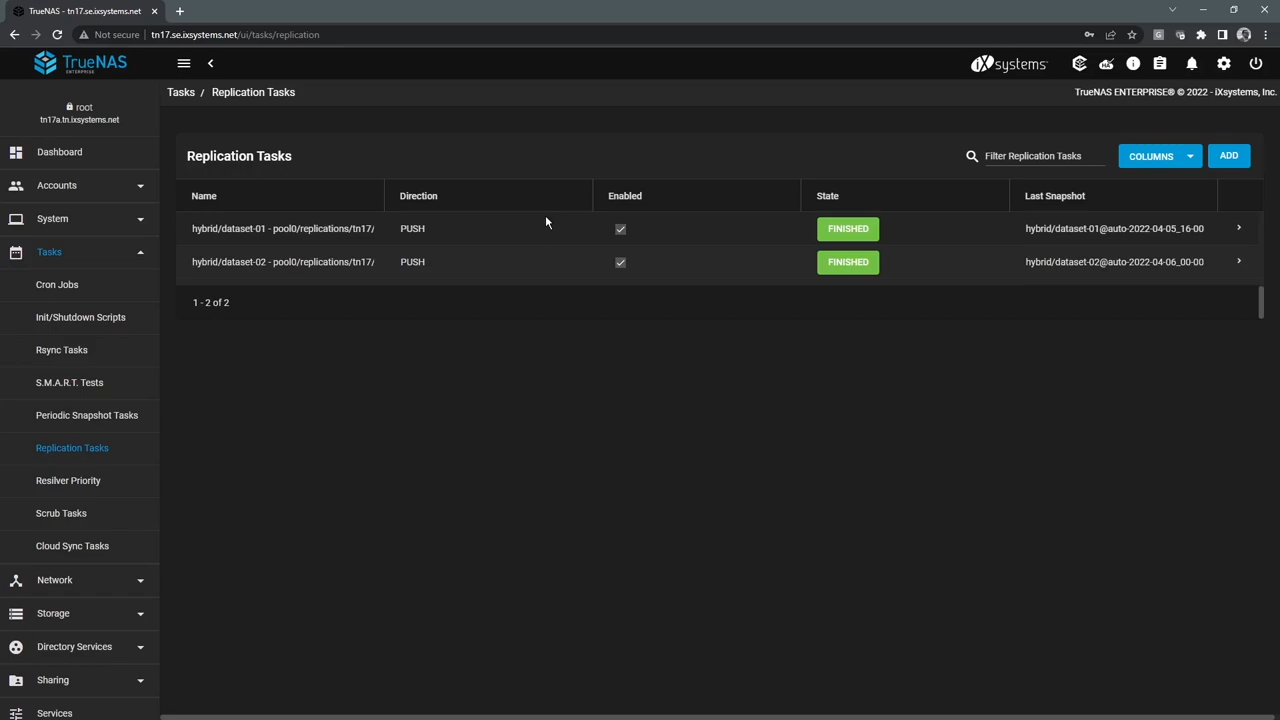 TrueNAS - tn17.se.ixsystems.net
Not secure
tn17.se.ixsystems.net/ui/tasks/replication
TrueNAS
ENTERPRISE
iXsystems
root
tn17a.tn.ixsystems.net
Tasks / Replication Tasks
TrueNAS ENTERPRISE® © 2022 - iXsystems, Inc.
Dashboard
Accounts
System
Tasks
Cron Jobs
Init/Shutdown Scripts
Rsync Tasks
S.M.A.R.T. Tests
Periodic Snapshot Tasks
Replication Tasks
Resilver Priority
Scrub Tasks
Cloud Sync Tasks
Network
Storage
Directory Services
Sharing
Services
Replication Tasks
Filter Replication Tasks
COLUMNS
ADD
Name Direction Enabled State Last Snapshot
hybrid/dataset-01 - pool0/replications/tn17/ PUSH FINISHED hybrid/dataset-01@auto-2022-04-05_16-00
hybrid/dataset-02 - pool0/replications/tn17/ PUSH FINISHED hybrid/dataset-02@auto-2022-04-06_00-00
1 - 2 of 2